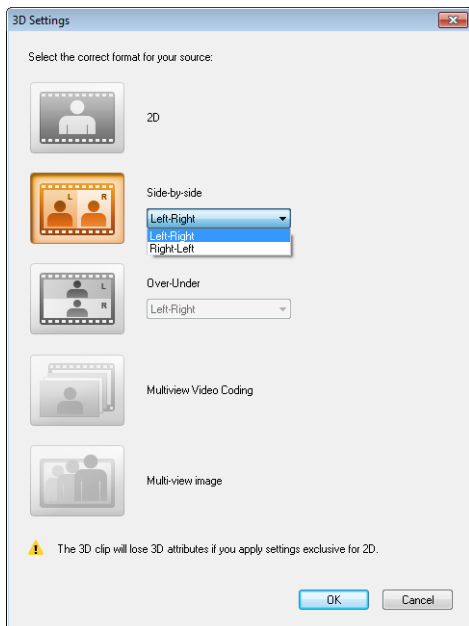 3D Settings
Select the correct format for your source:
2D
Side-by-side
L R
Left-Right
Left-Right
Right-Left
Over-Under
L
R
Left-Right
Multiview Video Coding
Multi-view image
The 3D clip will lose 3D attributes if you apply settings exclusive for 2D.
OK Cancel